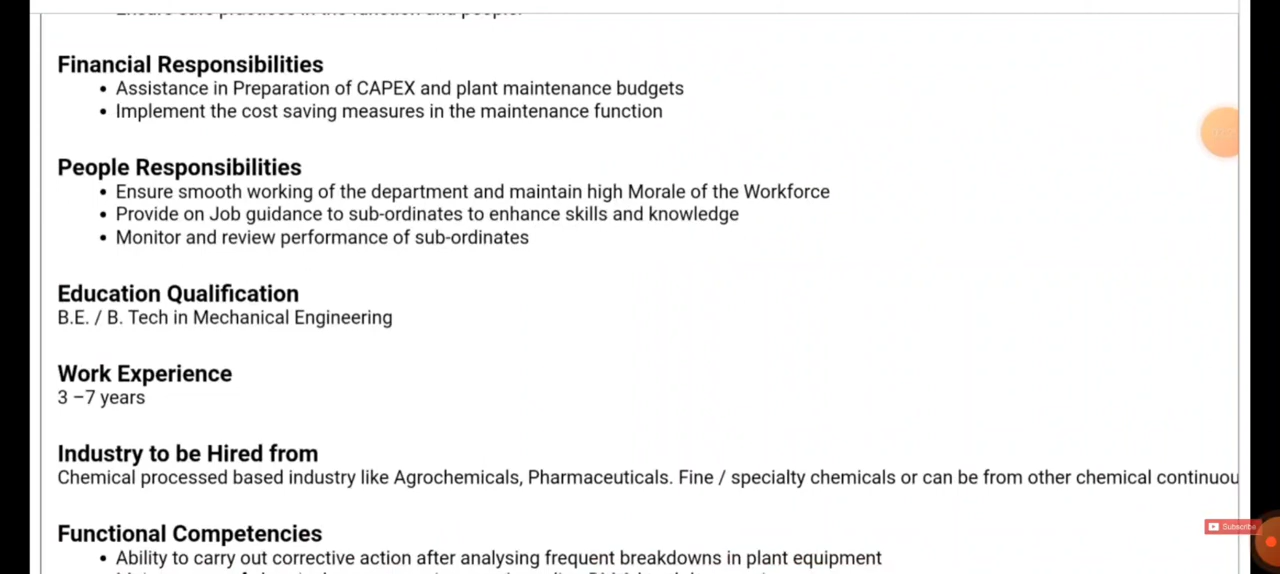 Financial Responsibilities
• Assistance in Preparation of CAPEX and plant maintenance budgets
• Implement the cost saving measures in the maintenance function
People Responsibilities
• Ensure smooth working of the department and maintain high Morale of the Workforce
• Provide on Job guidance to sub-ordinates to enhance skills and knowledge
• Monitor and review performance of sub-ordinates
Education Qualification
B.E. / B. Tech in Mechanical Engineering
Work Experience
3 –7 years
Industry to be Hired from
Chemical processed based industry like Agrochemicals, Pharmaceuticals. Fine / specialty chemicals or can be from other chemical continuou
Subscribe
Functional Competencies
• Ability to carry out corrective action after analysing frequent breakdowns in plant equipment